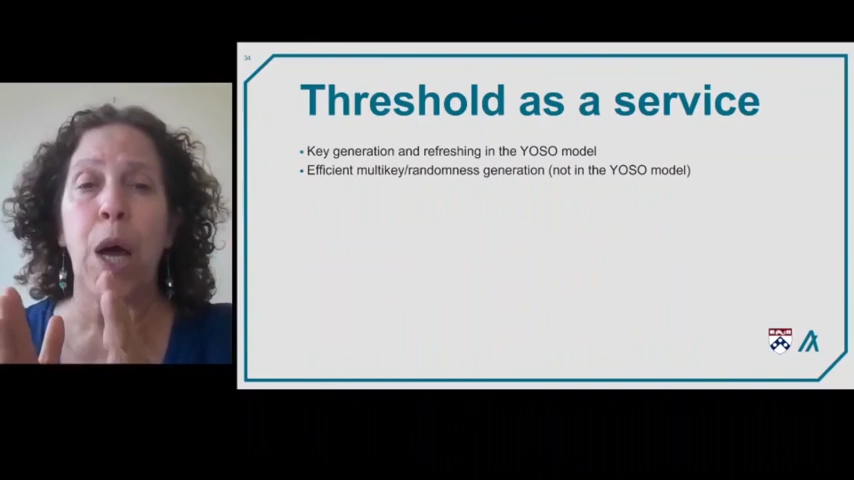 34
Threshold as a service
• Key generation and refreshing in the YOSO model
• Efficient multikey/randomness generation (not in the YOSO model)